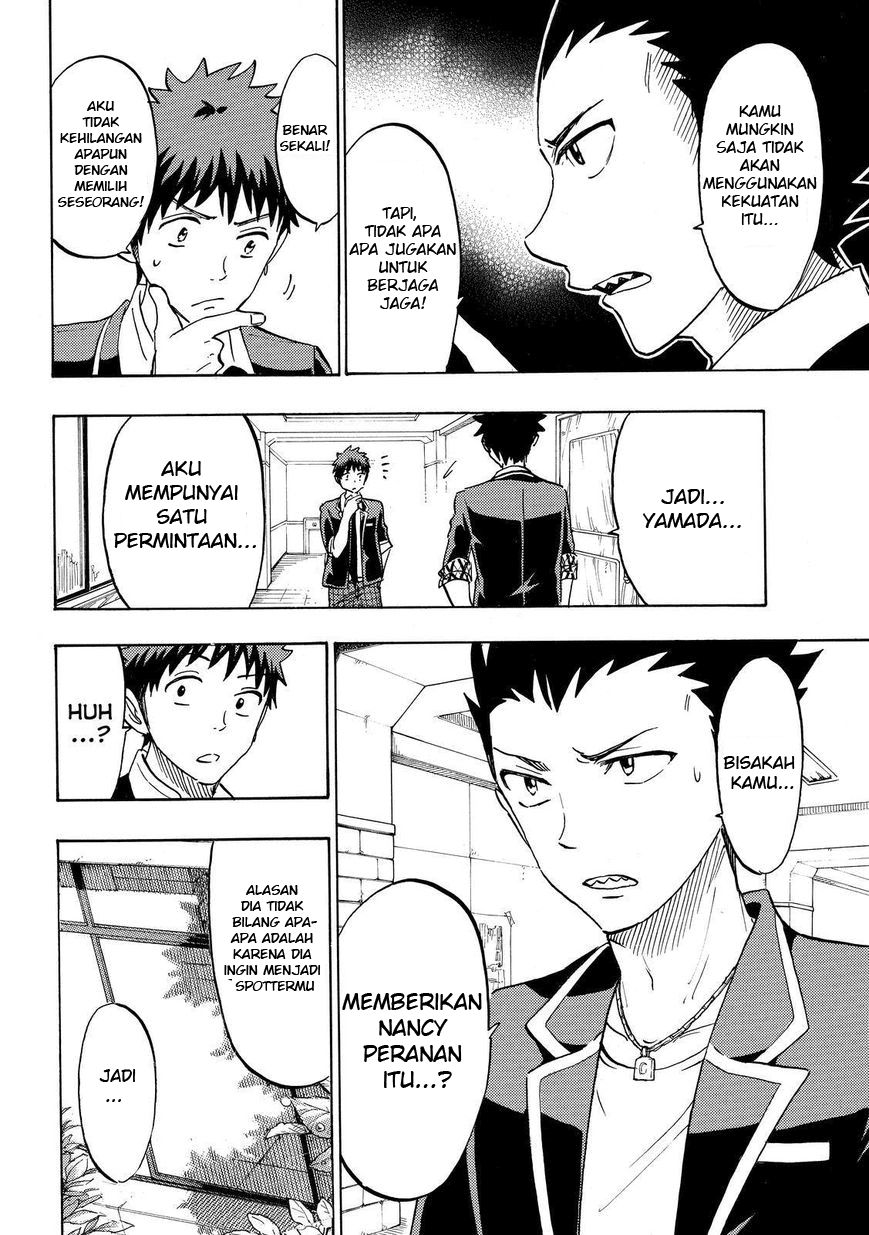 KAMU
MUNGKIN
SAJA TIDAK
AKAN
MENGGUNAKAN
KEKUATAN
ITU...
TAPI,
TIDAK APA
APA JUGAKAN
UNTUK
BERJAGA
JAGA!
BENAR
SEKALI!
AKU
TIDAK
KEHILANGAN
APAPUN
DENGAN
MEMILIH
SESEORANG!
JADI...
YAMADA...
AKU
MEMPUNYAI
SATU
PERMINTAAN...
BISAKAH
KAMU...
MEMBERIKAN
NANCY
PERANAN
ITU...?
HUH
...?
ALASAN
DIA TIDAK
BILANG APA-
APA ADALAH
KARENA DIA
INGIN MENJADI
SPOTTERMU
JADI
...